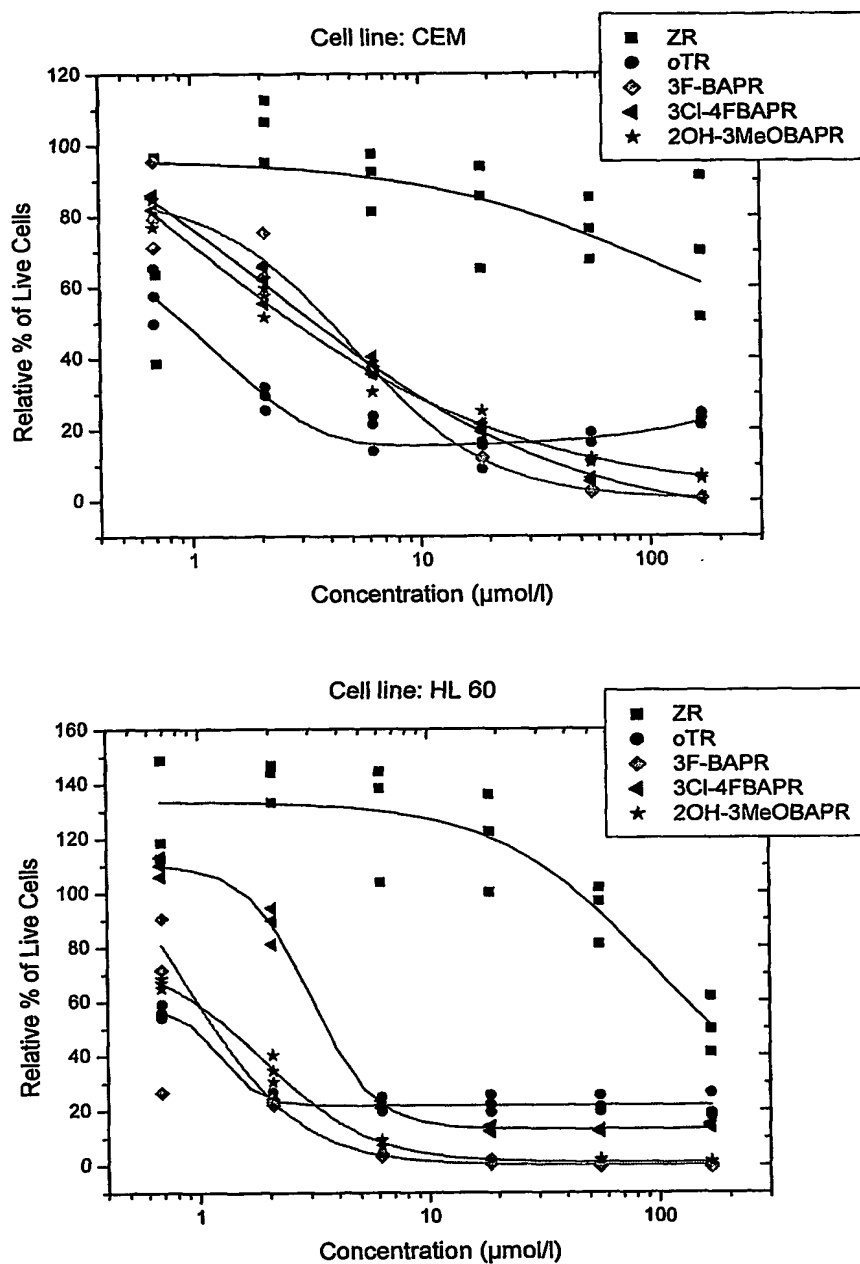 Cell line: CEM
ZR
oTR
3F-BAPR
3Cl-4FBAPR
2OH-3MeOBAPR
120
100
80
60
40
20
0
Relative % of Live Cells
1
10
100
Concentration (µmol/l)
Cell line: HL 60
ZR
oTR
3F-BAPR
3Cl-4FBAPR
2OH-3MeOBAPR
160
140
120
100
80
60
40
20
0
Relative % of Live Cells
1
10
100
Concentration (µmol/l)